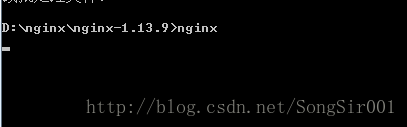 D:\nginx\nginx-1.13.9>nginx
http://blog.csdn.net/SongSir001